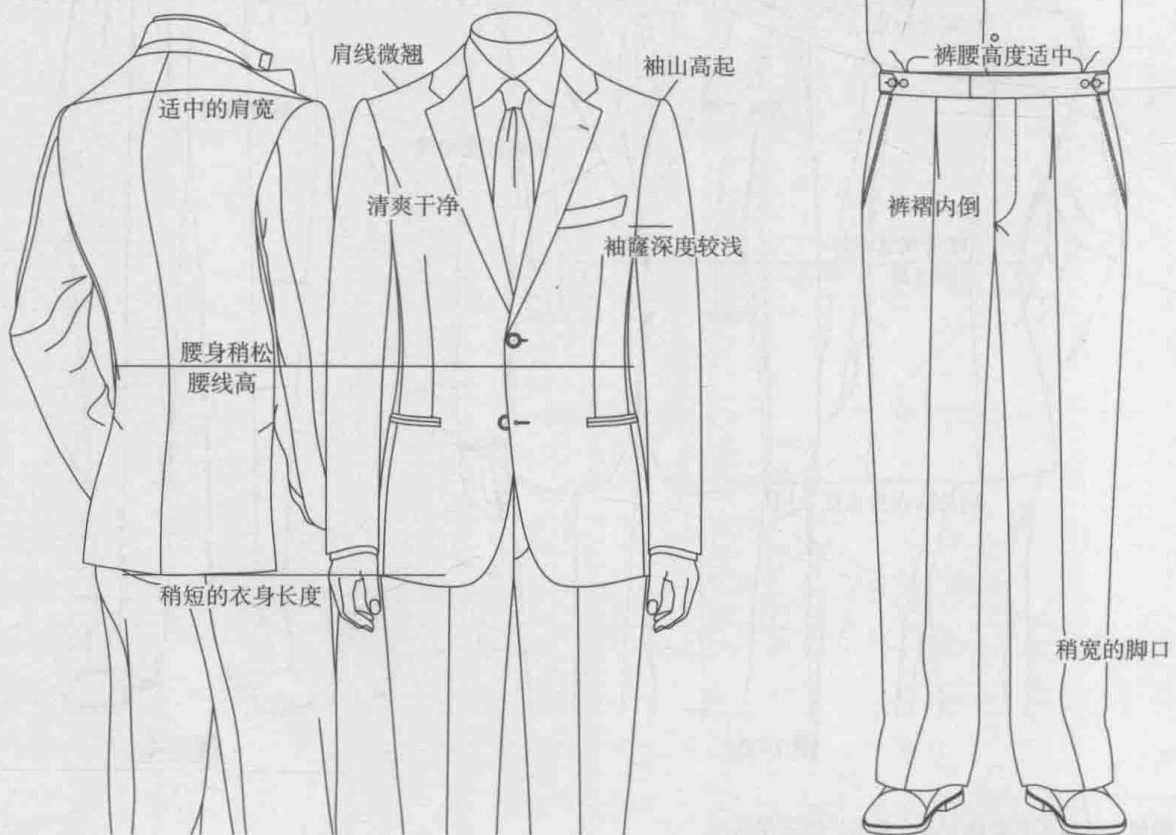 肩线微翘
袖山高起
裤腰高度适中
适中的肩宽
清爽干净
裤褶内倒
袖窿深度较浅
腰身稍松
腰线高
稍短的衣身长度
稍宽的脚口